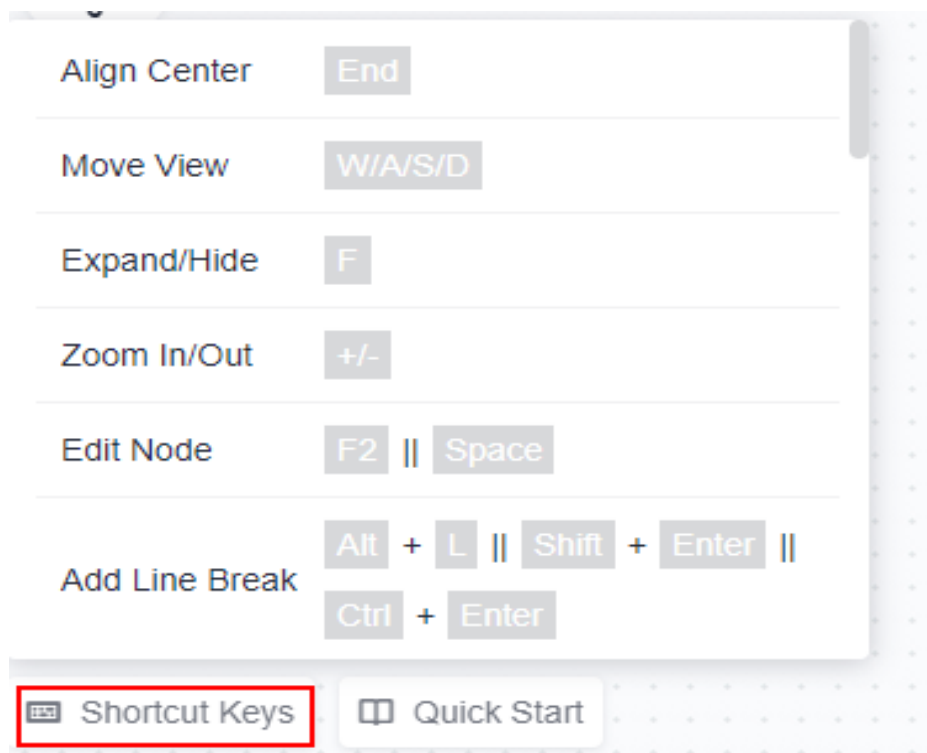 Align Center End
Move View W/A/S/D
Expand/Hide F
Zoom In/Out +/-
Edit Node F2 || Space
Add Line Break Alt + L || Shift + Enter ||
Ctrl + Enter
Shortcut Keys Quick Start